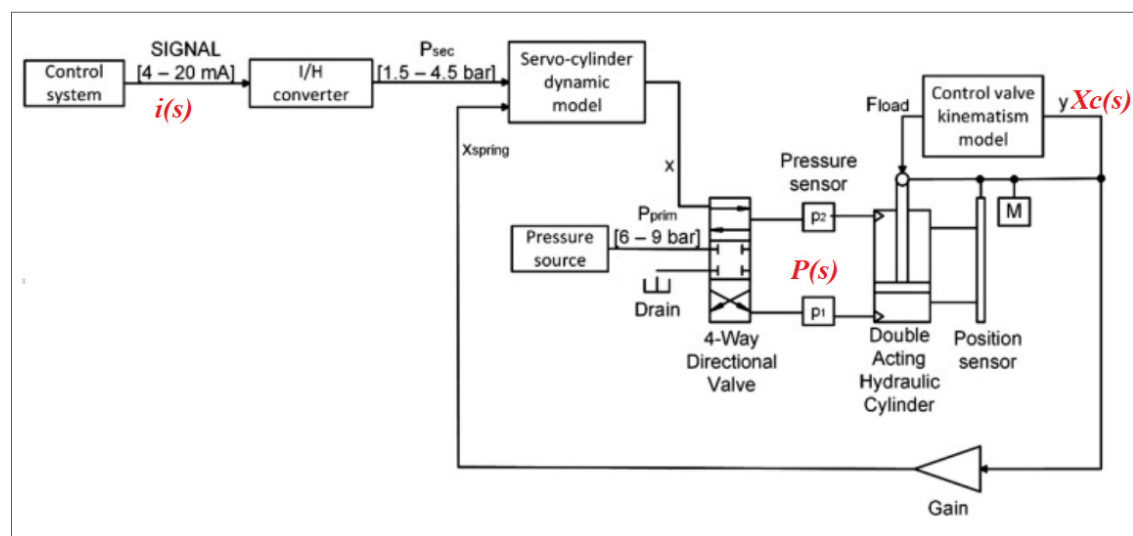 SIGNAL
[4 – 20 mA]
i(s)
Control
system
I/H
converter
Psec
[1.5 – 4.5 bar]
Servo-cylinder
dynamic
model
Fload
Control valve
kinematism
model
y
Xc(s)
xspring
x
Pressure
sensor
Pprim
[6 – 9 bar]
Pressure
source
Drain
p2
P(s)
p1
M
4-Way
Directional
Valve
Double
Acting
Hydraulic
Cylinder
Position
sensor
Gain